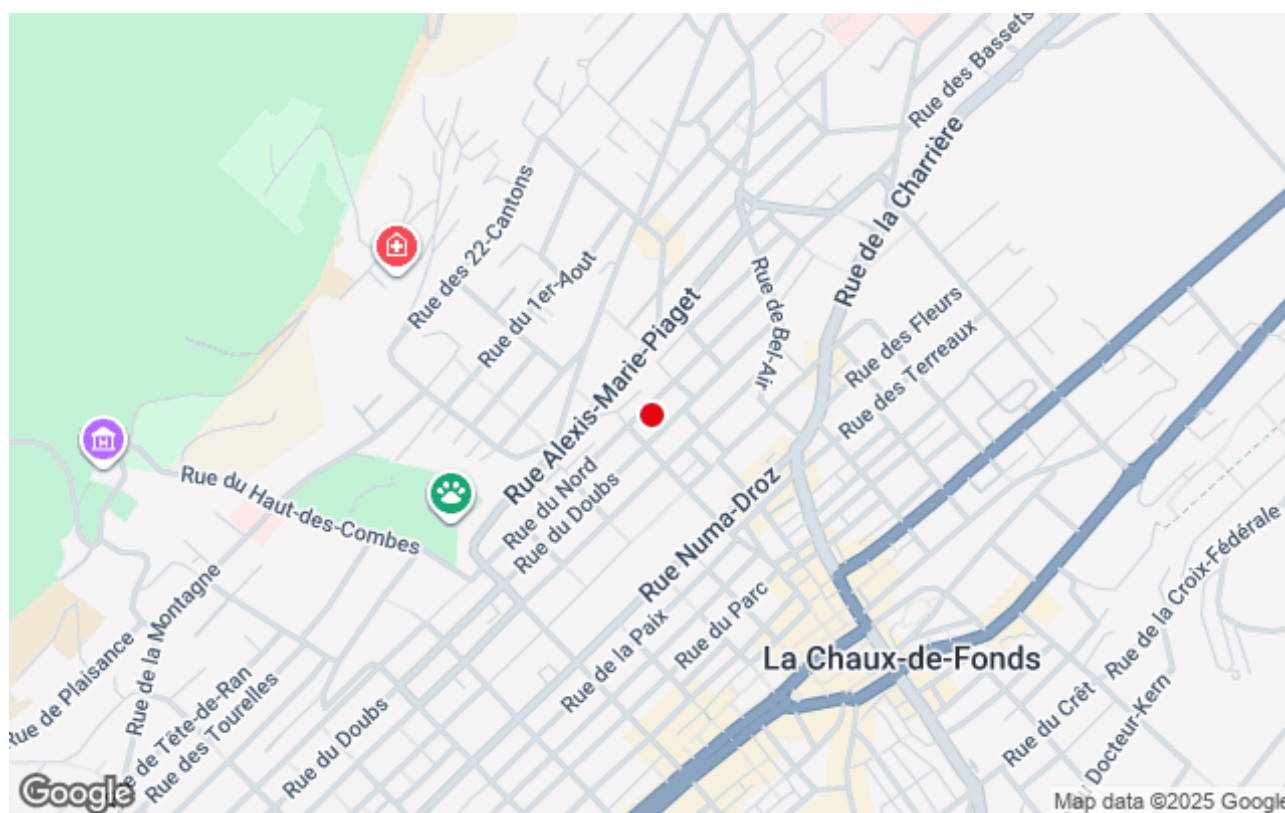 Rue des Bassets
Rue de la Charrière
Rue des 22-Cantons
Rue du 1er-Aout
Rue de Bel-Air
Rue des Fleurs
Rue Alexis-Marie-Piaget
Rue des Terreaux
Rue du Haut-des-Combes
Rue du Nord
Rue du Doubs
Rue Numa-Droz
Rue de la Croix-Fédérale
Rue de la Montagne
Rue de la Paix
Rue du Parc
La Chaux-de-Fonds
Rue de Plaisance
Rue de Tête-de-Ran
Rue des Tourelles
Rue du Doubs
Rue du Crêt
u Docteur-Kern
Google
Map data ©2025 Google